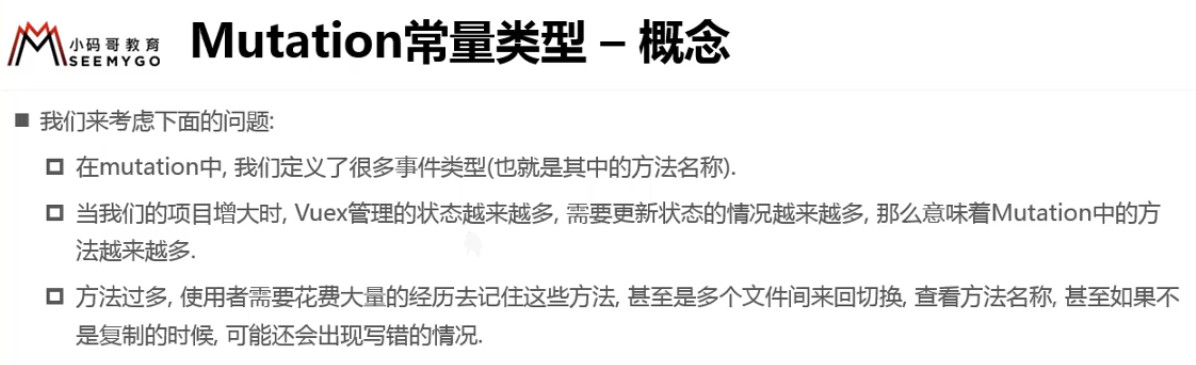 小码哥教育
SEEMYGO
Mutation常量类型 – 概念
我们来考虑下面的问题:
在mutation中, 我们定义了很多事件类型(也就是其中的方法名称).
当我们的项目增大时, Vuex管理的状态越来越多, 需要更新状态的情况越来越多, 那么意味着Mutation中的方
法越来越多.
方法过多, 使用者需要花费大量的经历去记住这些方法, 甚至是多个文件间来回切换, 查看方法名称, 甚至如果不
是复制的时候, 可能还会出现写错的情况.